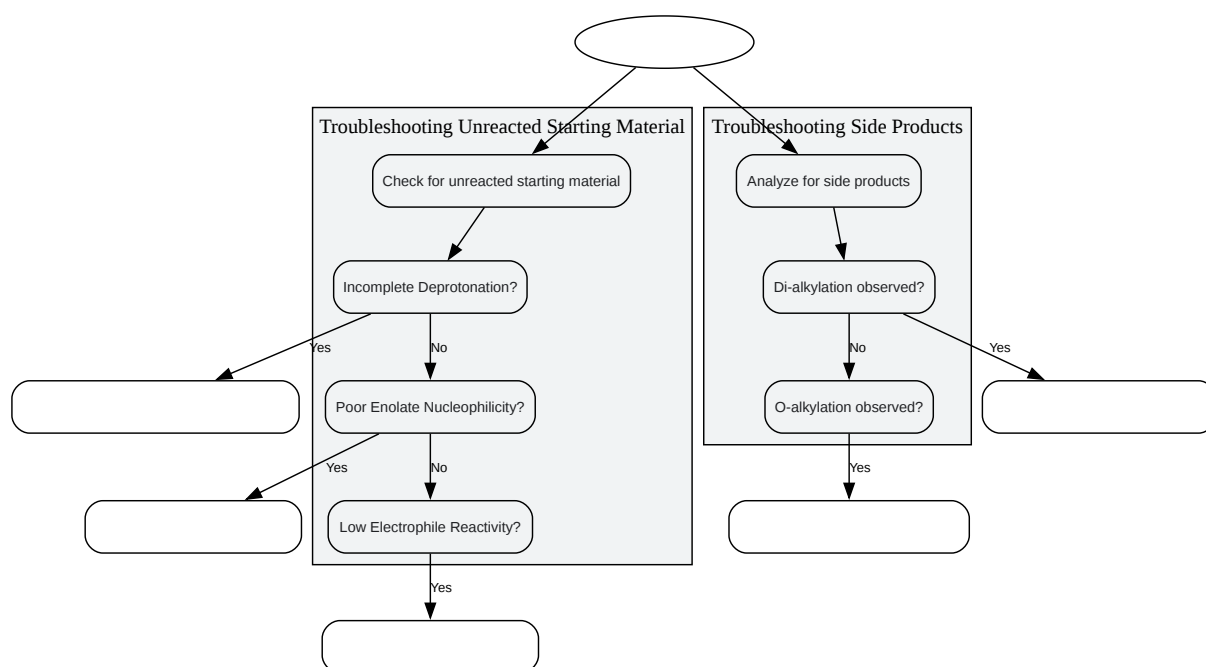 Troubleshooting Unreacted Starting Material
Troubleshooting Side Products
Check for unreacted starting material
Analyze for side products
Incomplete Deprotonation?
Di-alkylation observed?
Yes
No
No
Yes
Poor Enolate Nucleophilicity?
O-alkylation observed?
Yes
No
Yes
Low Electrophile Reactivity?
Yes